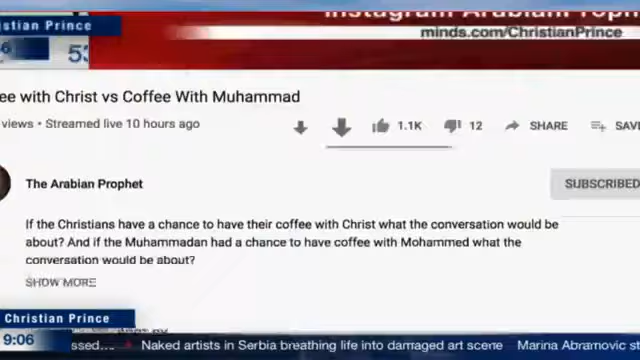 stian Prince
Instagram Arabian
minds.com/ChristianPrince
ee with Christ vs Coffee With Muhammad
views • Streamed live 10 hours ago
1.1K
12
SHARE
SAV
The Arabian Prophet
SUBSCRIBED
If the Christians have a chance to have their coffee with Christ what the conversation would be
about? And if the Muhammadan had a chance to have coffee with Mohammed what the
conversation would be about?
SHOW MORE
Christian Prince
9:06
ssed... Naked artists in Serbia breathing life into damaged art scene Marina Abramovic st